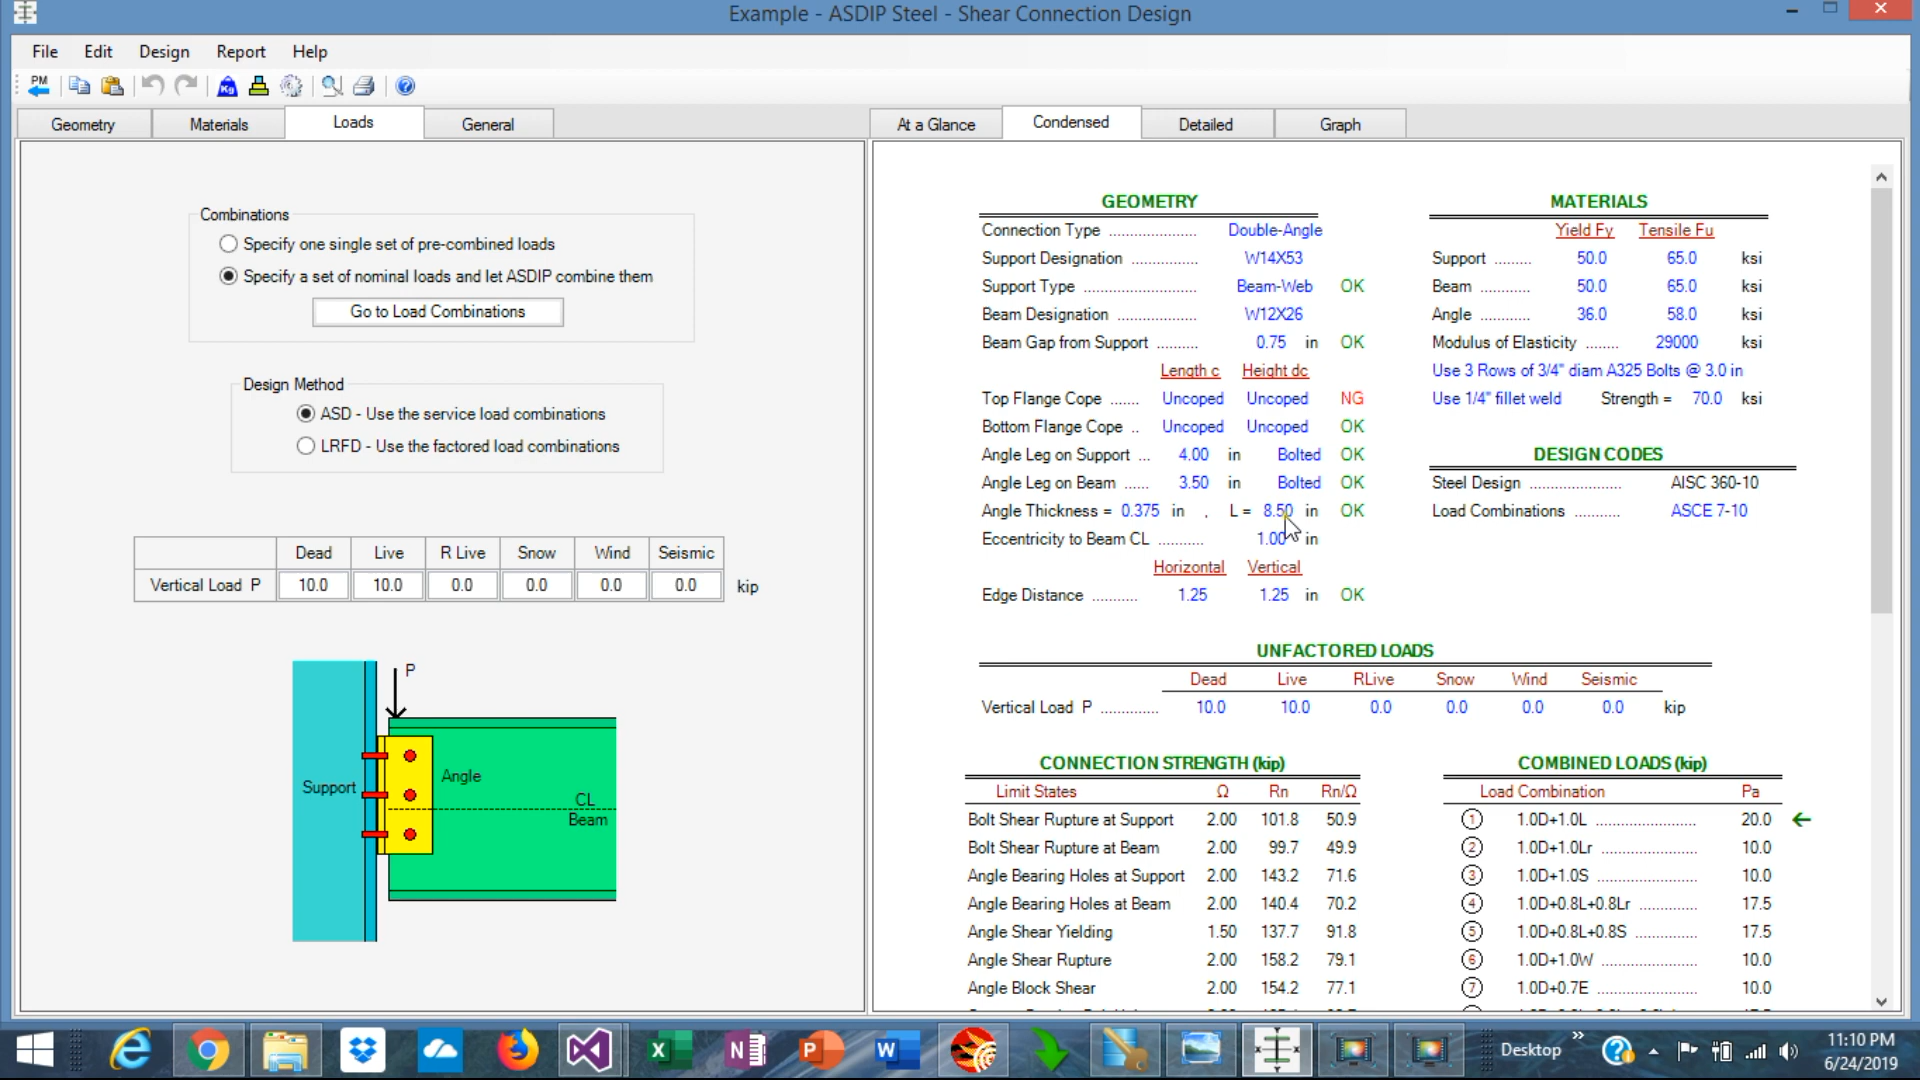 Example - ASDIP Steel - Shear Connection Design
File Edit Design Report Help
PM Kg ?
Geometry Materials Loads General
At a Glance Condensed Detailed Graph
Combinations
Specify one single set of pre-combined loads
Specify a set of nominal loads and let ASDIP combine them
Go to Load Combinations
Design Method
ASD - Use the service load combinations
LRFD - Use the factored load combinations
Dead Live R Live Snow Wind Seismic
Vertical Load P 10.0 10.0 0.0 0.0 0.0 0.0 kip
P
Support
Angle
CL
Beam
GEOMETRY
Connection Type .................... Double-Angle
Support Designation ............... W14X53
Support Type .......................... Beam-Web OK
Beam Designation .................. W12X26
Beam Gap from Support .......... 0.75 in OK
Length c Height dc
Top Flange Cope ....... Uncoped Uncoped NG
Bottom Flange Cope .. Uncoped Uncoped OK
Angle Leg on Support ... 4.00 in Bolted OK
Angle Leg on Beam ...... 3.50 in Bolted OK
Angle Thickness = 0.375 in . L = 8.50 in OK
Eccentricity to Beam CL ........... 1.00 in
Horizontal Vertical
Edge Distance ........... 1.25 1.25 in OK
MATERIALS
Yield Fy Tensile Fu
Support ......... 50.0 65.0 ksi
Beam ............ 50.0 65.0 ksi
Angle ............ 36.0 58.0 ksi
Modulus of Elasticity ........ 29000 ksi
Use 3 Rows of 3/4" diam A325 Bolts @ 3.0 in
Use 1/4" fillet weld Strength = 70.0 ksi
DESIGN CODES
Steel Design ..................... AISC 360-10
Load Combinations ........... ASCE 7-10
UNFACTORED LOADS
Dead Live RLive Snow Wind Seismic
Vertical Load P ............. 10.0 10.0 0.0 0.0 0.0 0.0 kip
CONNECTION STRENGTH (kip)
Limit States Ω Rn Rn/Ω
Bolt Shear Rupture at Support 2.00 101.8 50.9
Bolt Shear Rupture at Beam 2.00 99.7 49.9
Angle Bearing Holes at Support 2.00 143.2 71.6
Angle Bearing Holes at Beam 2.00 140.4 70.2
Angle Shear Yielding 1.50 137.7 91.8
Angle Shear Rupture 2.00 158.2 79.1
Angle Block Shear 2.00 154.2 77.1
COMBINED LOADS (kip)
Load Combination Pa
1 1.0D+1.0L ....................... 20.0
2 1.0D+1.0Lr ...................... 10.0
3 1.0D+1.0S ....................... 10.0
4 1.0D+0.8L+0.8Lr ............. 17.5
5 1.0D+0.8L+0.8S .............. 17.5
6 1.0D+1.0W ...................... 10.0
7 1.0D+0.7E ....................... 10.0
Desktop »
11:10 PM
6/24/2019